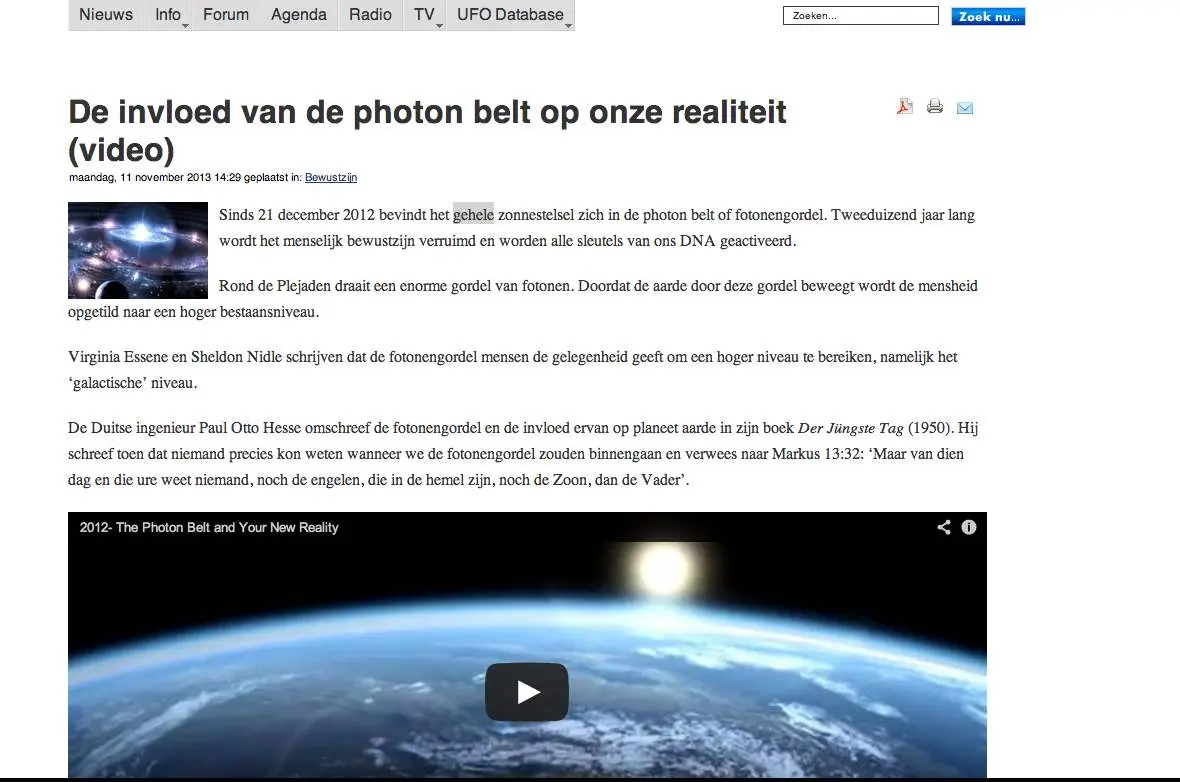 Nieuws Info Forum Agenda Radio TV UFO Database Zoeken... Zoek nu...
De invloed van de photon belt op onze realiteit
(video)
maandag, 11 november 2013 14:29 geplaatst in: Bewustzijn
Sinds 21 december 2012 bevindt het gehele zonnestelsel zich in de photon belt of fotonengordel. Tweeduizend jaar lang
wordt het menselijk bewustzijn verruimd en worden alle sleutels van ons DNA geactiveerd.
Rond de Plejaden draait een enorme gordel van fotonen. Doordat de aarde door deze gordel beweegt wordt de mensheid
opgetild naar een hoger bestaansniveau.
Virginia Essene en Sheldon Nidle schrijven dat de fotonengordel mensen de gelegenheid geeft om een hoger niveau te bereiken, namelijk het
‘galactische’ niveau.
De Duitse ingenieur Paul Otto Hesse omschreef de fotonengordel en de invloed ervan op planeet aarde in zijn boek Der Jüngste Tag (1950). Hij
schreef toen dat niemand precies kon weten wanneer we de fotonengordel zouden binnengaan en verwees naar Markus 13:32: ‘Maar van dien
dag en die ure weet niemand, noch de engelen, die in de hemel zijn, noch de Zoon, dan de Vader’.
2012- The Photon Belt and Your New Reality